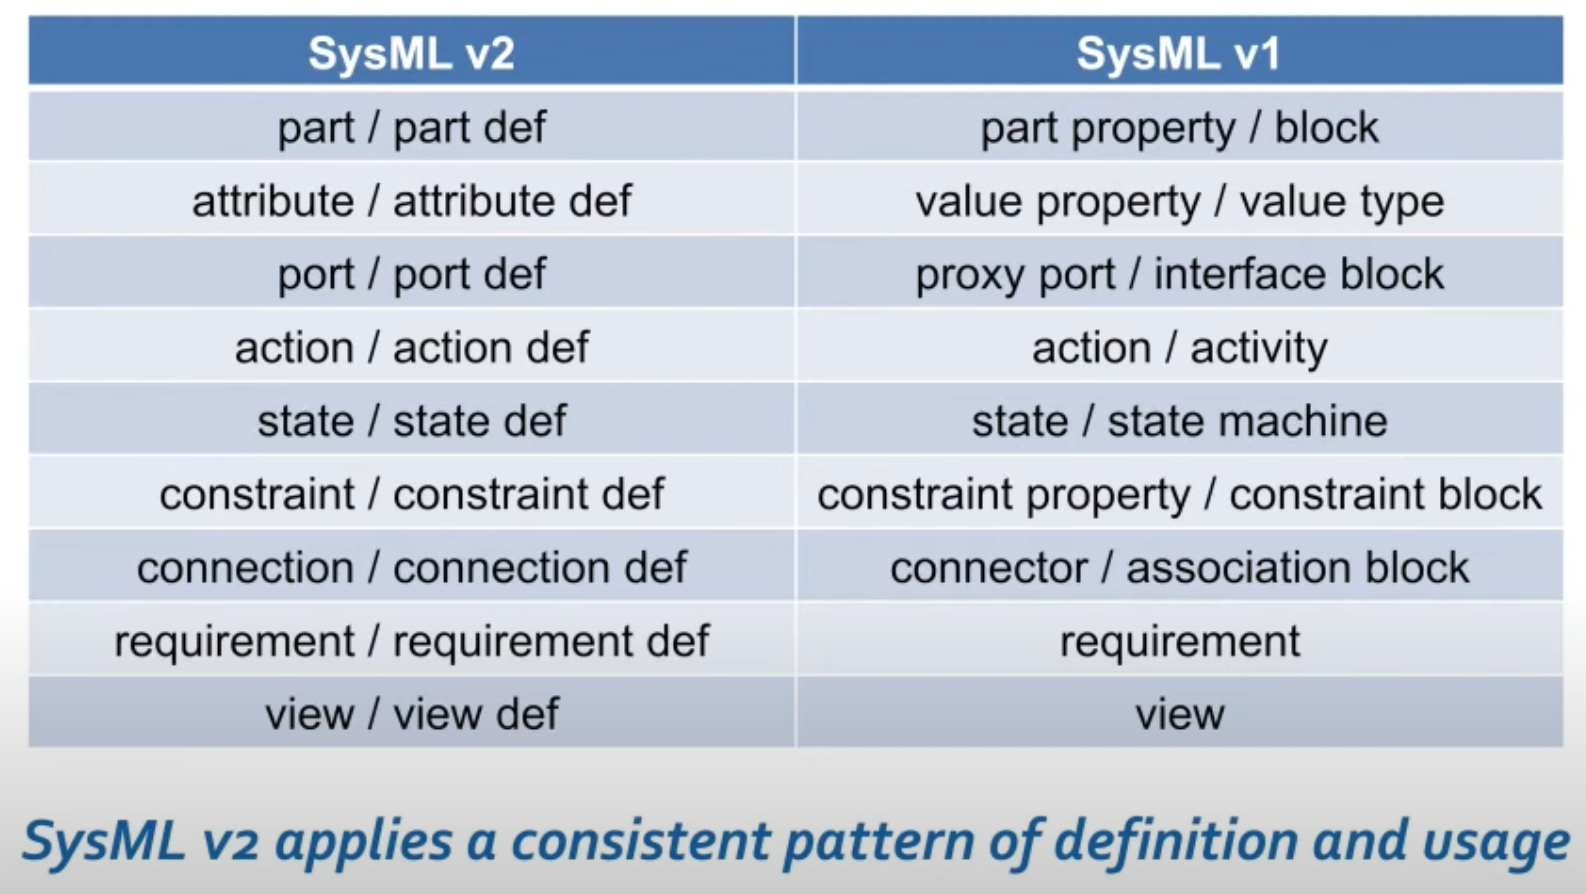 SysML v2 SysML v1
part / part def part property / block
attribute / attribute def value property / value type
port / port def proxy port / interface block
action / action def action / activity
state / state def state / state machine
constraint / constraint def constraint property / constraint block
connection / connection def connector / association block
requirement / requirement def requirement
view / view def view
SysML v2 applies a consistent pattern of definition and usage